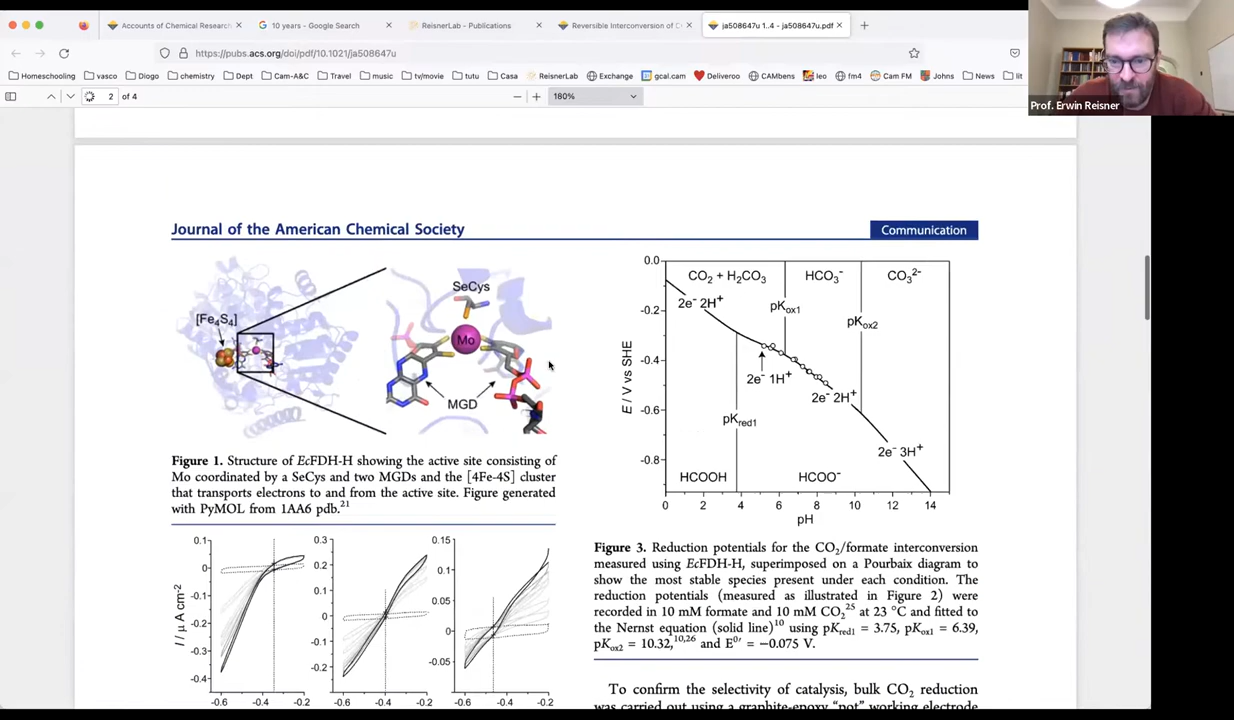 Accounts of Chemical Research
10 years - Google Search
ReisnerLab - Publications
Reversible Interconversion of C
ja508647u 1..4 - ja508647u.pdf
https://pubs.acs.org/doi/pdf/10.1021/ja508647u
Homeschooling
vasco
Diogo
chemistry
Dept
Cam-A&C
Travel
music
tv/movie
tutu
Casa
ReisnerLab
Exchange
gcal.cam
Deliveroo
CAMbens
leo
fm4
Cam FM
Johns
News
lit
2 of 4
180%
Prof. Erwin Reisner
Journal of the American Chemical Society
Communication
[Fe₄S₄]
SeCys
Mo
MGD
Figure 1. Structure of EcFDH-H showing the active site consisting of
Mo coordinated by a SeCys and two MGDs and the [4Fe-4S] cluster
that transports electrons to and from the active site. Figure generated
with PyMOL from 1AA6 pdb.²¹
0.1
0
-0.1
-0.2
-0.3
-0.4
I / μA cm⁻²
-0.6 -0.4 -0.2
0.3
0.2
0.1
0
-0.1
-0.2
-0.6 -0.4 -0.2
0.15
0.10
0.05
0
-0.05
-0.6 -0.4 -0.2
0.0
-0.2
-0.4
-0.6
-0.8
E / V vs SHE
CO₂ + H₂CO₃
HCO₃⁻
CO₃²⁻
2e⁻ 2H⁺
pKox1
pKox2
2e⁻ 1H⁺
2e⁻ 2H⁺
pKred1
2e⁻ 3H⁺
HCOOH
HCOO⁻
0 2 4 6 8 10 12 14
pH
Figure 3. Reduction potentials for the CO₂/formate interconversion
measured using EcFDH-H, superimposed on a Pourbaix diagram to
show the most stable species present under each condition. The
reduction potentials (measured as illustrated in Figure 2) were
recorded in 10 mM formate and 10 mM CO₂²⁵ at 23 °C and fitted to
the Nernst equation (solid line)¹⁰ using pKred1 = 3.75, pKox1 = 6.39,
pKox2 = 10.32,¹⁰,²⁶ and E⁰′ = −0.075 V.
To confirm the selectivity of catalysis, bulk CO₂ reduction
was carried out using a graphite-epoxy “pot” working electrode